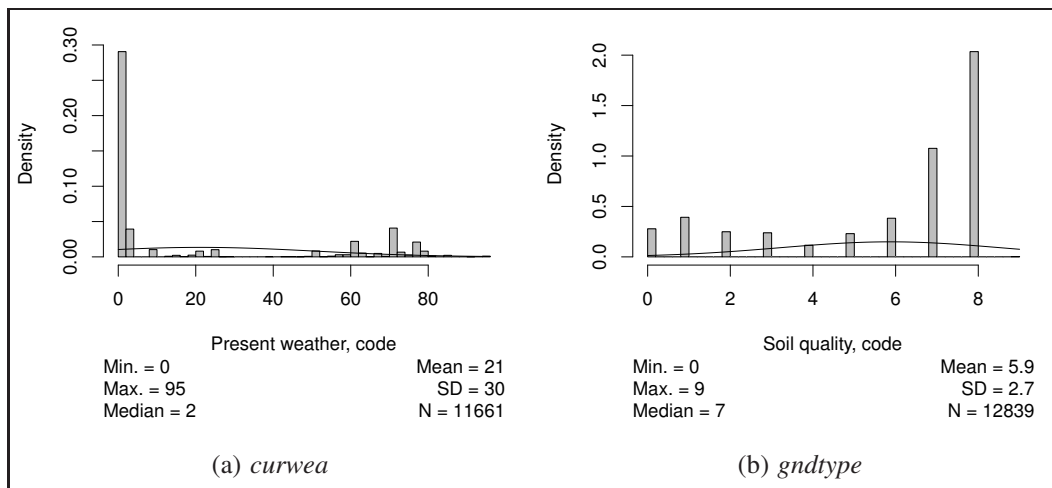 0.30
0.20
0.10
0.00
Density
0 20 40 60 80
Present weather, code
Min. = 0 Mean = 21
Max. = 95 SD = 30
Median = 2 N = 11661
(a) curwea
2.0
1.5
1.0
0.5
0.0
Density
0 2 4 6 8
Soil quality, code
Min. = 0 Mean = 5.9
Max. = 9 SD = 2.7
Median = 7 N = 12839
(b) gndtype